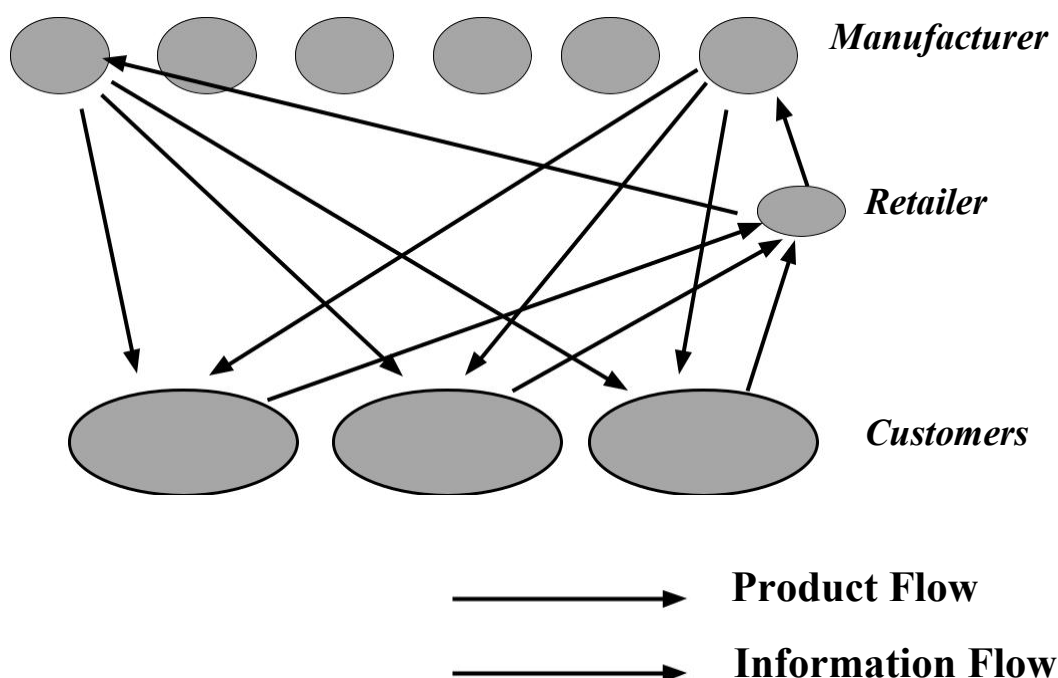 Manufacturer
Retailer
Customers
Product Flow
Information Flow